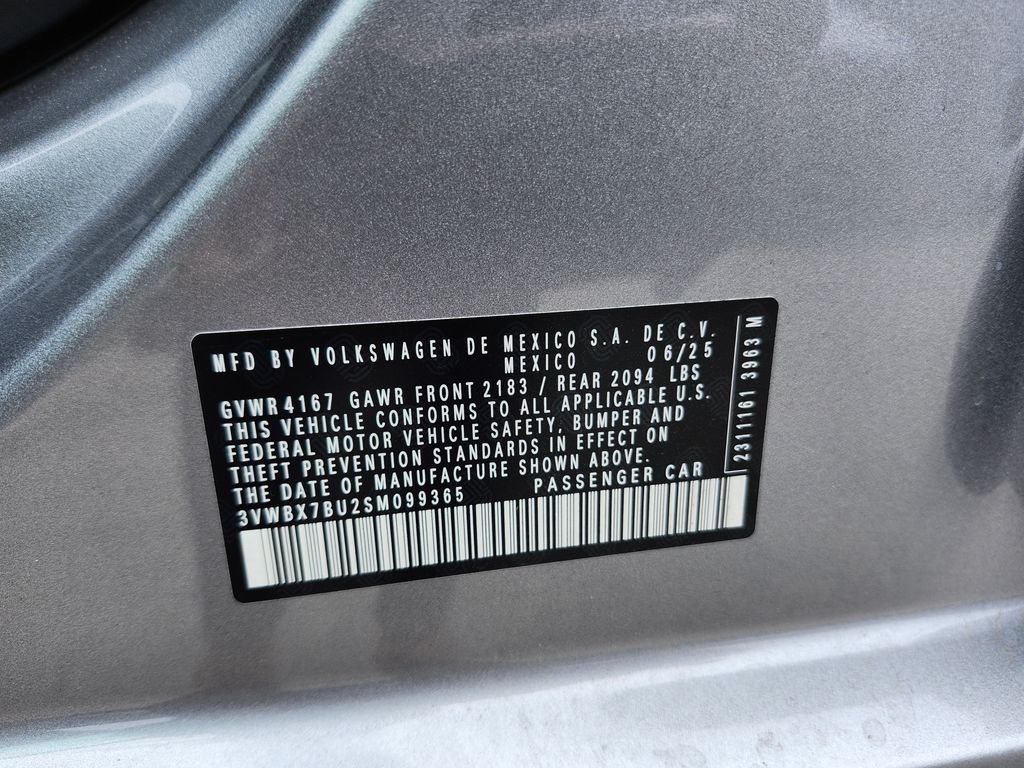 MFD BY VOLKSWAGEN DE MEXICO S.A. DE C.V.
MEXICO 06/25
GVWR 4167 GAWR FRONT 2183 / REAR 2094 LBS
THIS VEHICLE CONFORMS TO ALL APPLICABLE U.S.
FEDERAL MOTOR VEHICLE SAFETY, BUMPER AND
THEFT PREVENTION STANDARDS IN EFFECT ON
THE DATE OF MANUFACTURE SHOWN ABOVE.
3VWBX7BU2SM099365 PASSENGER CAR
2311161 3963 M